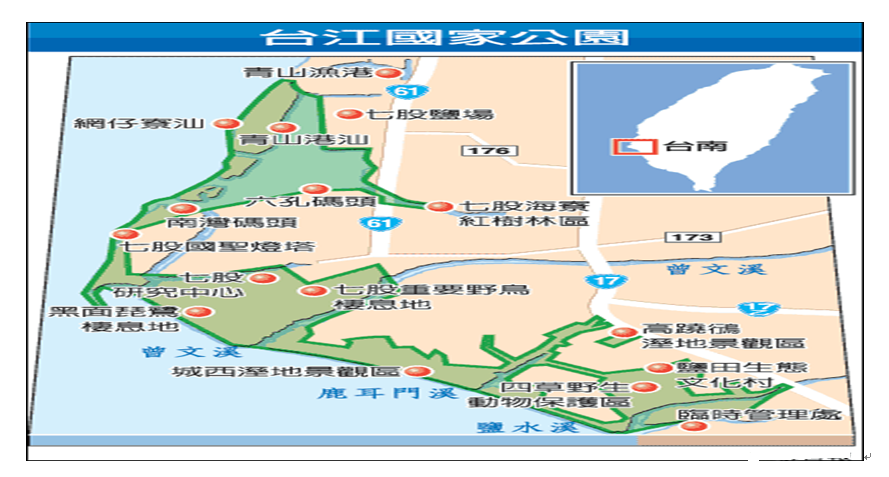 台江國家公園
青山漁港
61
七股鹽場
網仔寮汕
青山港汕
176
台南
六孔碼頭
七股海寮
紅樹林區
南灣碼頭
61
七股國聖燈塔
173
曾文溪
七股
研究中心
17
七股重要野鳥
棲息地
17
黑面琵鷺
棲息地
高蹺鴴
溼地景觀區
曾文溪
城西溼地景觀區
鹽田生態
文化村
鹿耳門溪
四草野生
動物保護區
臨時管理處
鹽水溪